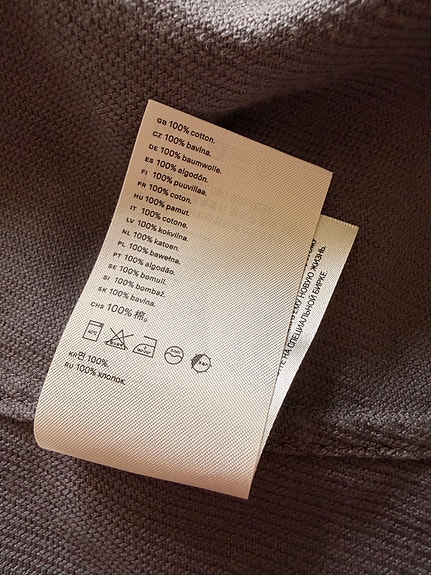 GB 100% cotton.
CZ 100% bavlna.
DE 100% baumwolle.
ES 100% algodón.
FI 100% puuvillaa.
FR 100% coton.
HU 100% pamut.
IT 100% cotone.
LV 100% kokvilna.
NL 100% katoen.
PL 100% bawełna.
PT 100% algodão.
SE 100% bomull.
SI 100% bombaž.
SK 100% bavlna.
CHS 100% 棉。
KR 면 100%.
RU 100% хлопок.
НОВУЮ ЖИЗНЬ.
НА СПЕЦИАЛЬНОЙ БИРКЕ